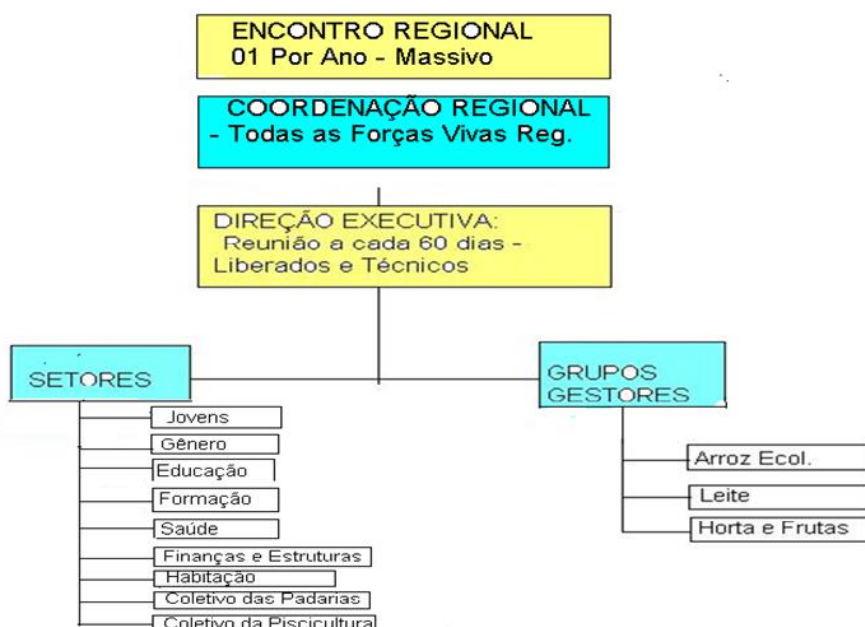 ENCONTRO REGIONAL
01 Por Ano - Massivo
COORDENAÇÃO REGIONAL
- Todas as Forças Vivas Reg.
DIREÇÃO EXECUTIVA:
Reunião a cada 60 dias -
Liberados e Técnicos
SETORES
Jovens
Gênero
Educação
Formação
Saúde
Finanças e Estruturas
Habitação
Coletivo das Padarias
Coletivo da Piscicultura
GRUPOS
GESTORES
Arroz Ecol.
Leite
Horta e Frutas